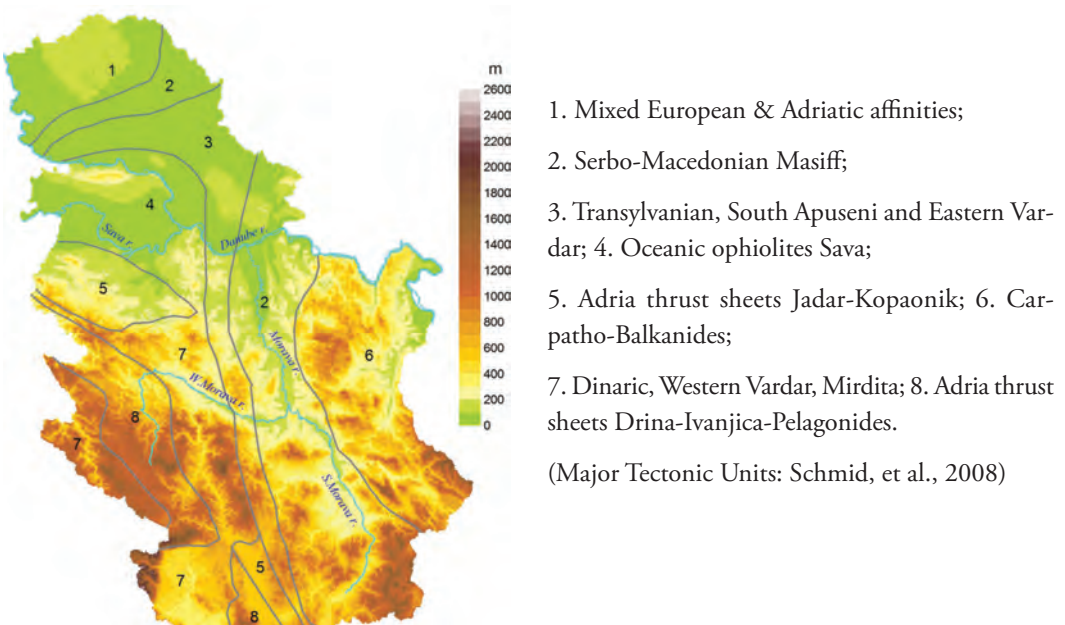 1
2
3
4
Sava r.
Danube r.
5
2
7
Morava r.
6
W.Morava r.
8
7
S.Morava r.
5
7
8
m
2600
2400
2200
2000
1800
1600
1400
1200
1000
800
600
400
200
0
1. Mixed European & Adriatic affinities;
2. Serbo-Macedonian Masiff;
3. Transylvanian, South Apuseni and Eastern Var-
dar; 4. Oceanic ophiolites Sava;
5. Adria thrust sheets Jadar-Kopaonik; 6. Car-
patho-Balkanides;
7. Dinaric, Western Vardar, Mirdita; 8. Adria thrust
sheets Drina-Ivanjica-Pelagonides.
(Major Tectonic Units: Schmid, et al., 2008)